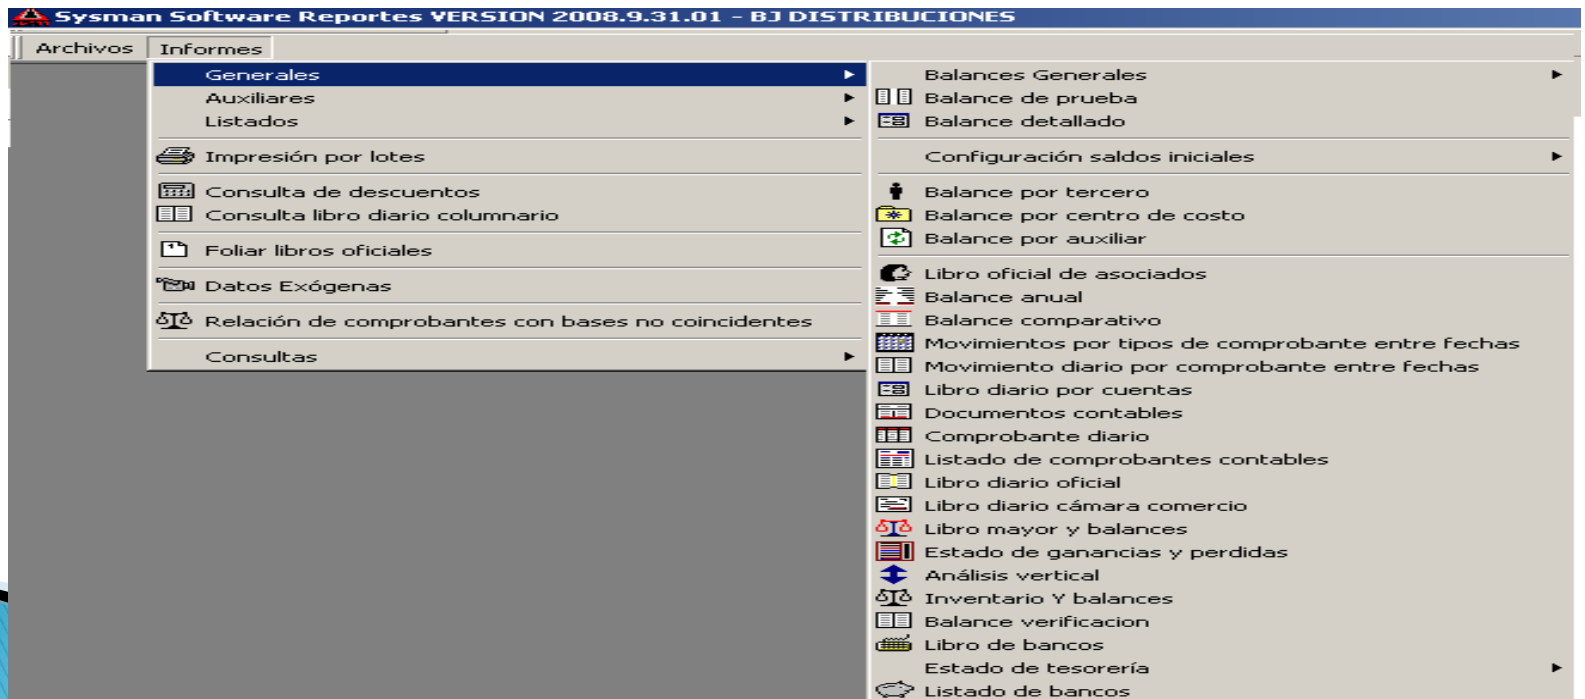 Sysman Software Reportes VERSION 2008.9.31.01 - BJ DISTRIBUCIONES
Archivos Informes
Generales
Auxiliares
Listados
Impresión por lotes
Consulta de descuentos
Consulta libro diario columnario
Foliar libros oficiales
Datos Exógenas
Relación de comprobantes con bases no coincidentes
Consultas
Balances Generales
Balance de prueba
Balance detallado
Configuración saldos iniciales
Balance por tercero
Balance por centro de costo
Balance por auxiliar
Libro oficial de asociados
Balance anual
Balance comparativo
Movimientos por tipos de comprobante entre fechas
Movimiento diario por comprobante entre fechas
Libro diario por cuentas
Documentos contables
Comprobante diario
Listado de comprobantes contables
Libro diario oficial
Libro diario cámara comercio
Libro mayor y balances
Estado de ganancias y perdidas
Análisis vertical
Inventario Y balances
Balance verificacion
Libro de bancos
Estado de tesorería
Listado de bancos